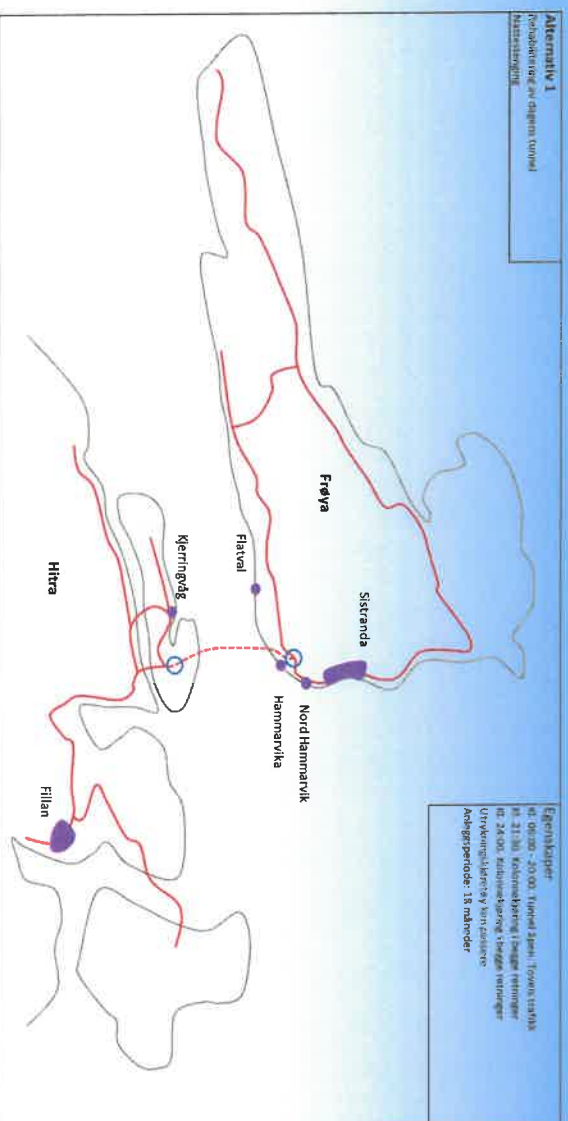 Alternativ 1
Rehabilitering av dagens tunnel
Nattestenging
Egenskaper
Kl. 06:00 - 20:00. Tunnel åpen. Toveis trafikk
Kl. 21:30. Kolonnekjøring i begge retninger
Kl. 24:00. Kolonnekjøring i begge retninger
Utrykningskjøretøy kan passere
Anleggsperiode: 18 måneder
Frøya
Sistranda
Nord Hammarvik
Hammarvika
Flatval
Kjerringvåg
Hitra
Fillan